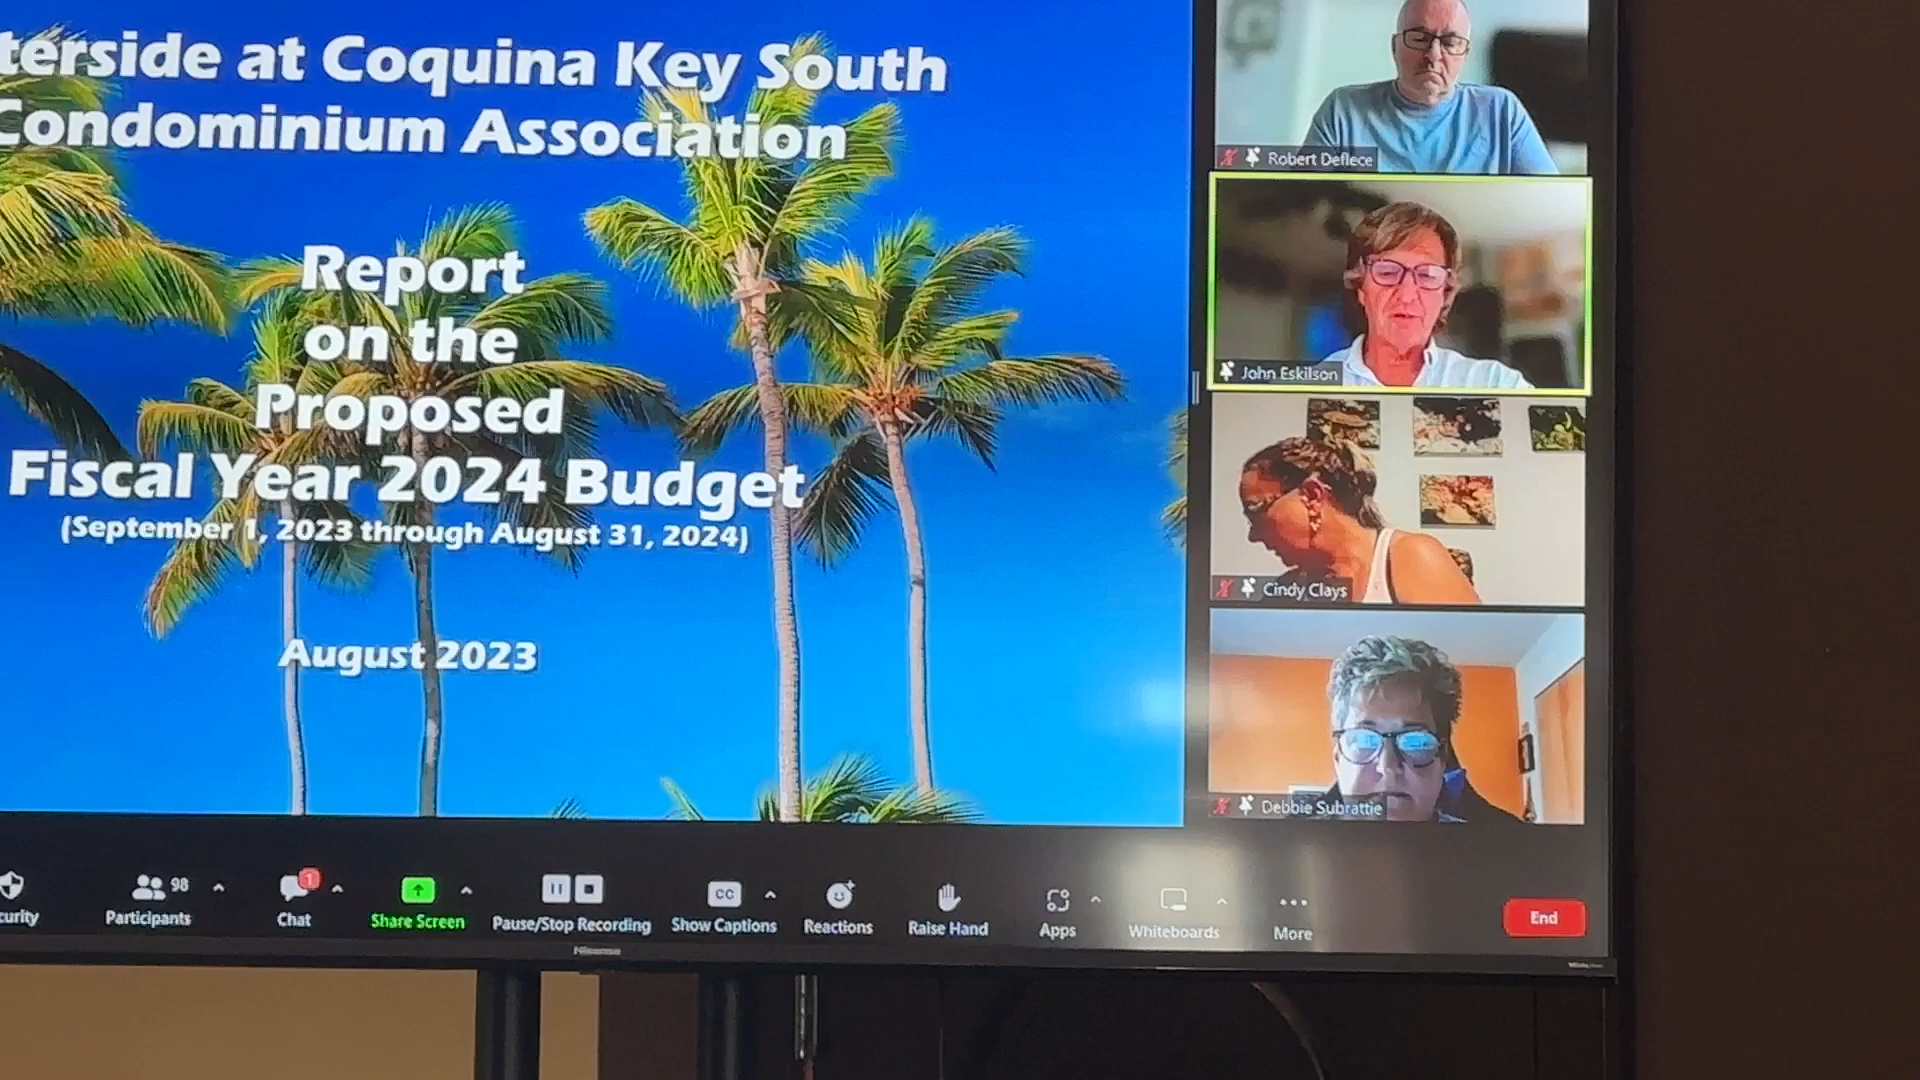 terside at Coquina Key South
Condominium Association
Report
on the
Proposed
Fiscal Year 2024 Budget
(September 1, 2023 through August 31, 2024)
August 2023
Robert Deflece
John Eskilson
Cindy Clays
Debbie Subrattie
curity
98
Participants
1
Chat
Share Screen
Pause/Stop Recording
CC
Show Captions
Reactions
Raise Hand
Apps
Whiteboards
More
End
Hisense